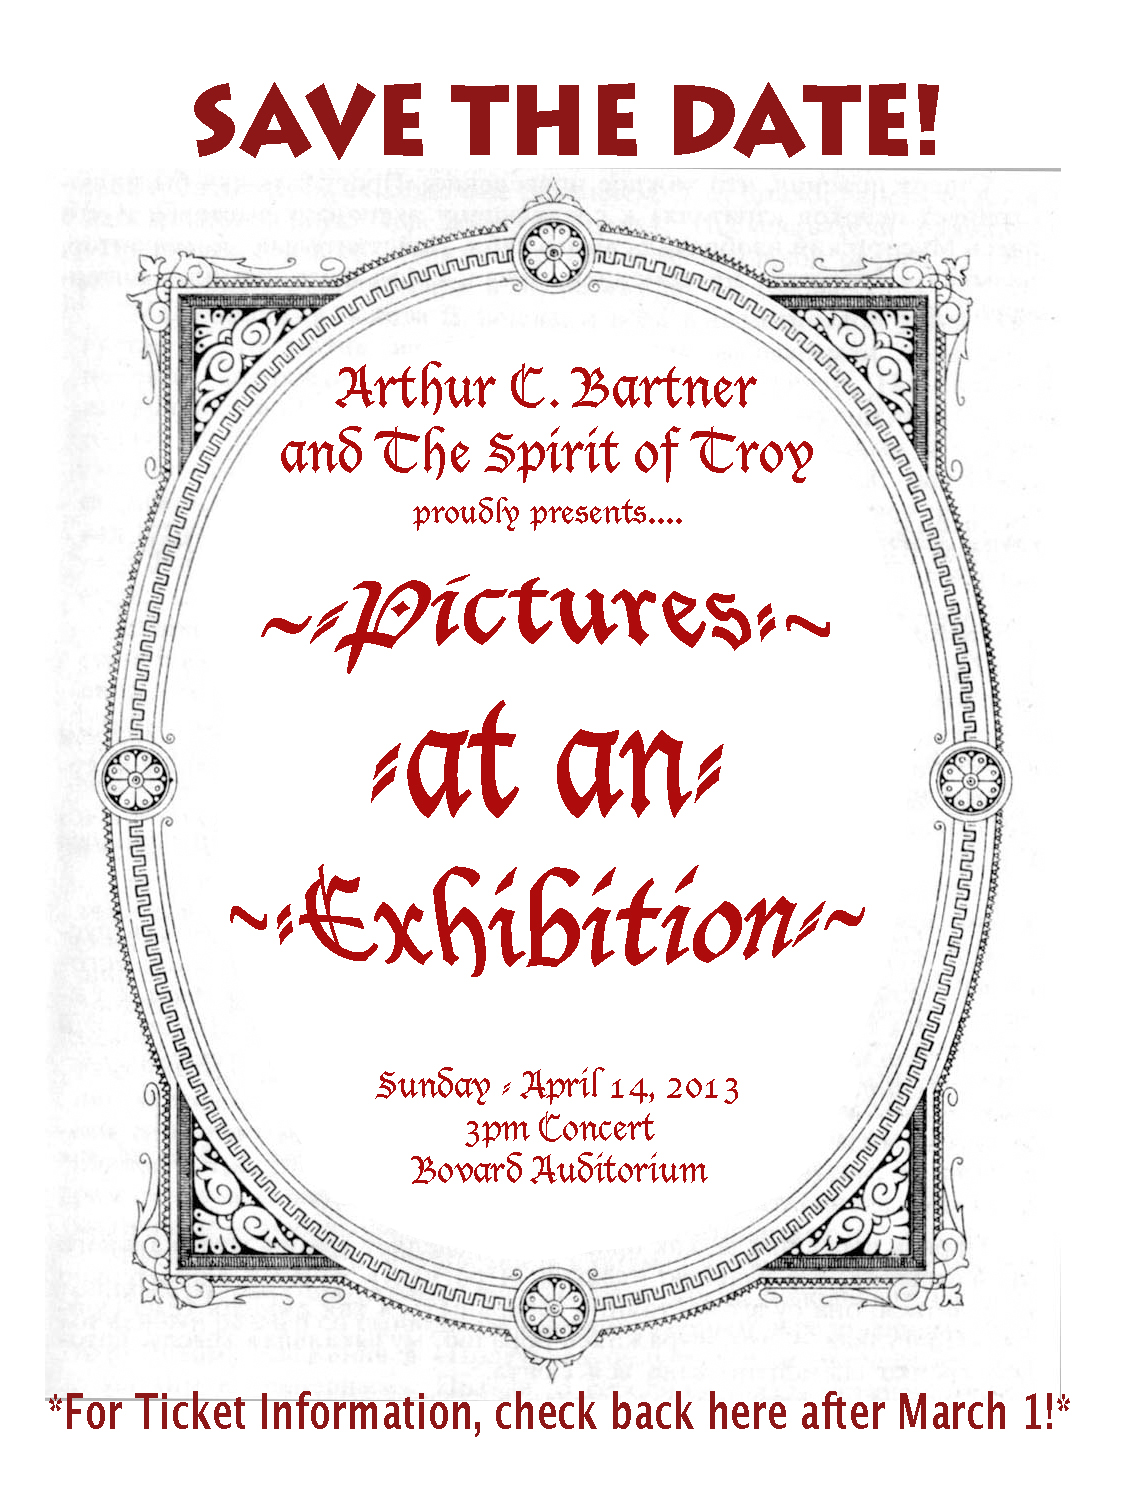 SAVE THE DATE!
Arthur C. Bartner
and The Spirit of Troy
proudly presents....
~=Pictures=~
=at an=
~=Exhibition=~
Sunday - April 14, 2013
3pm Concert
Bovard Auditorium
*For Ticket Information, check back here after March 1!*